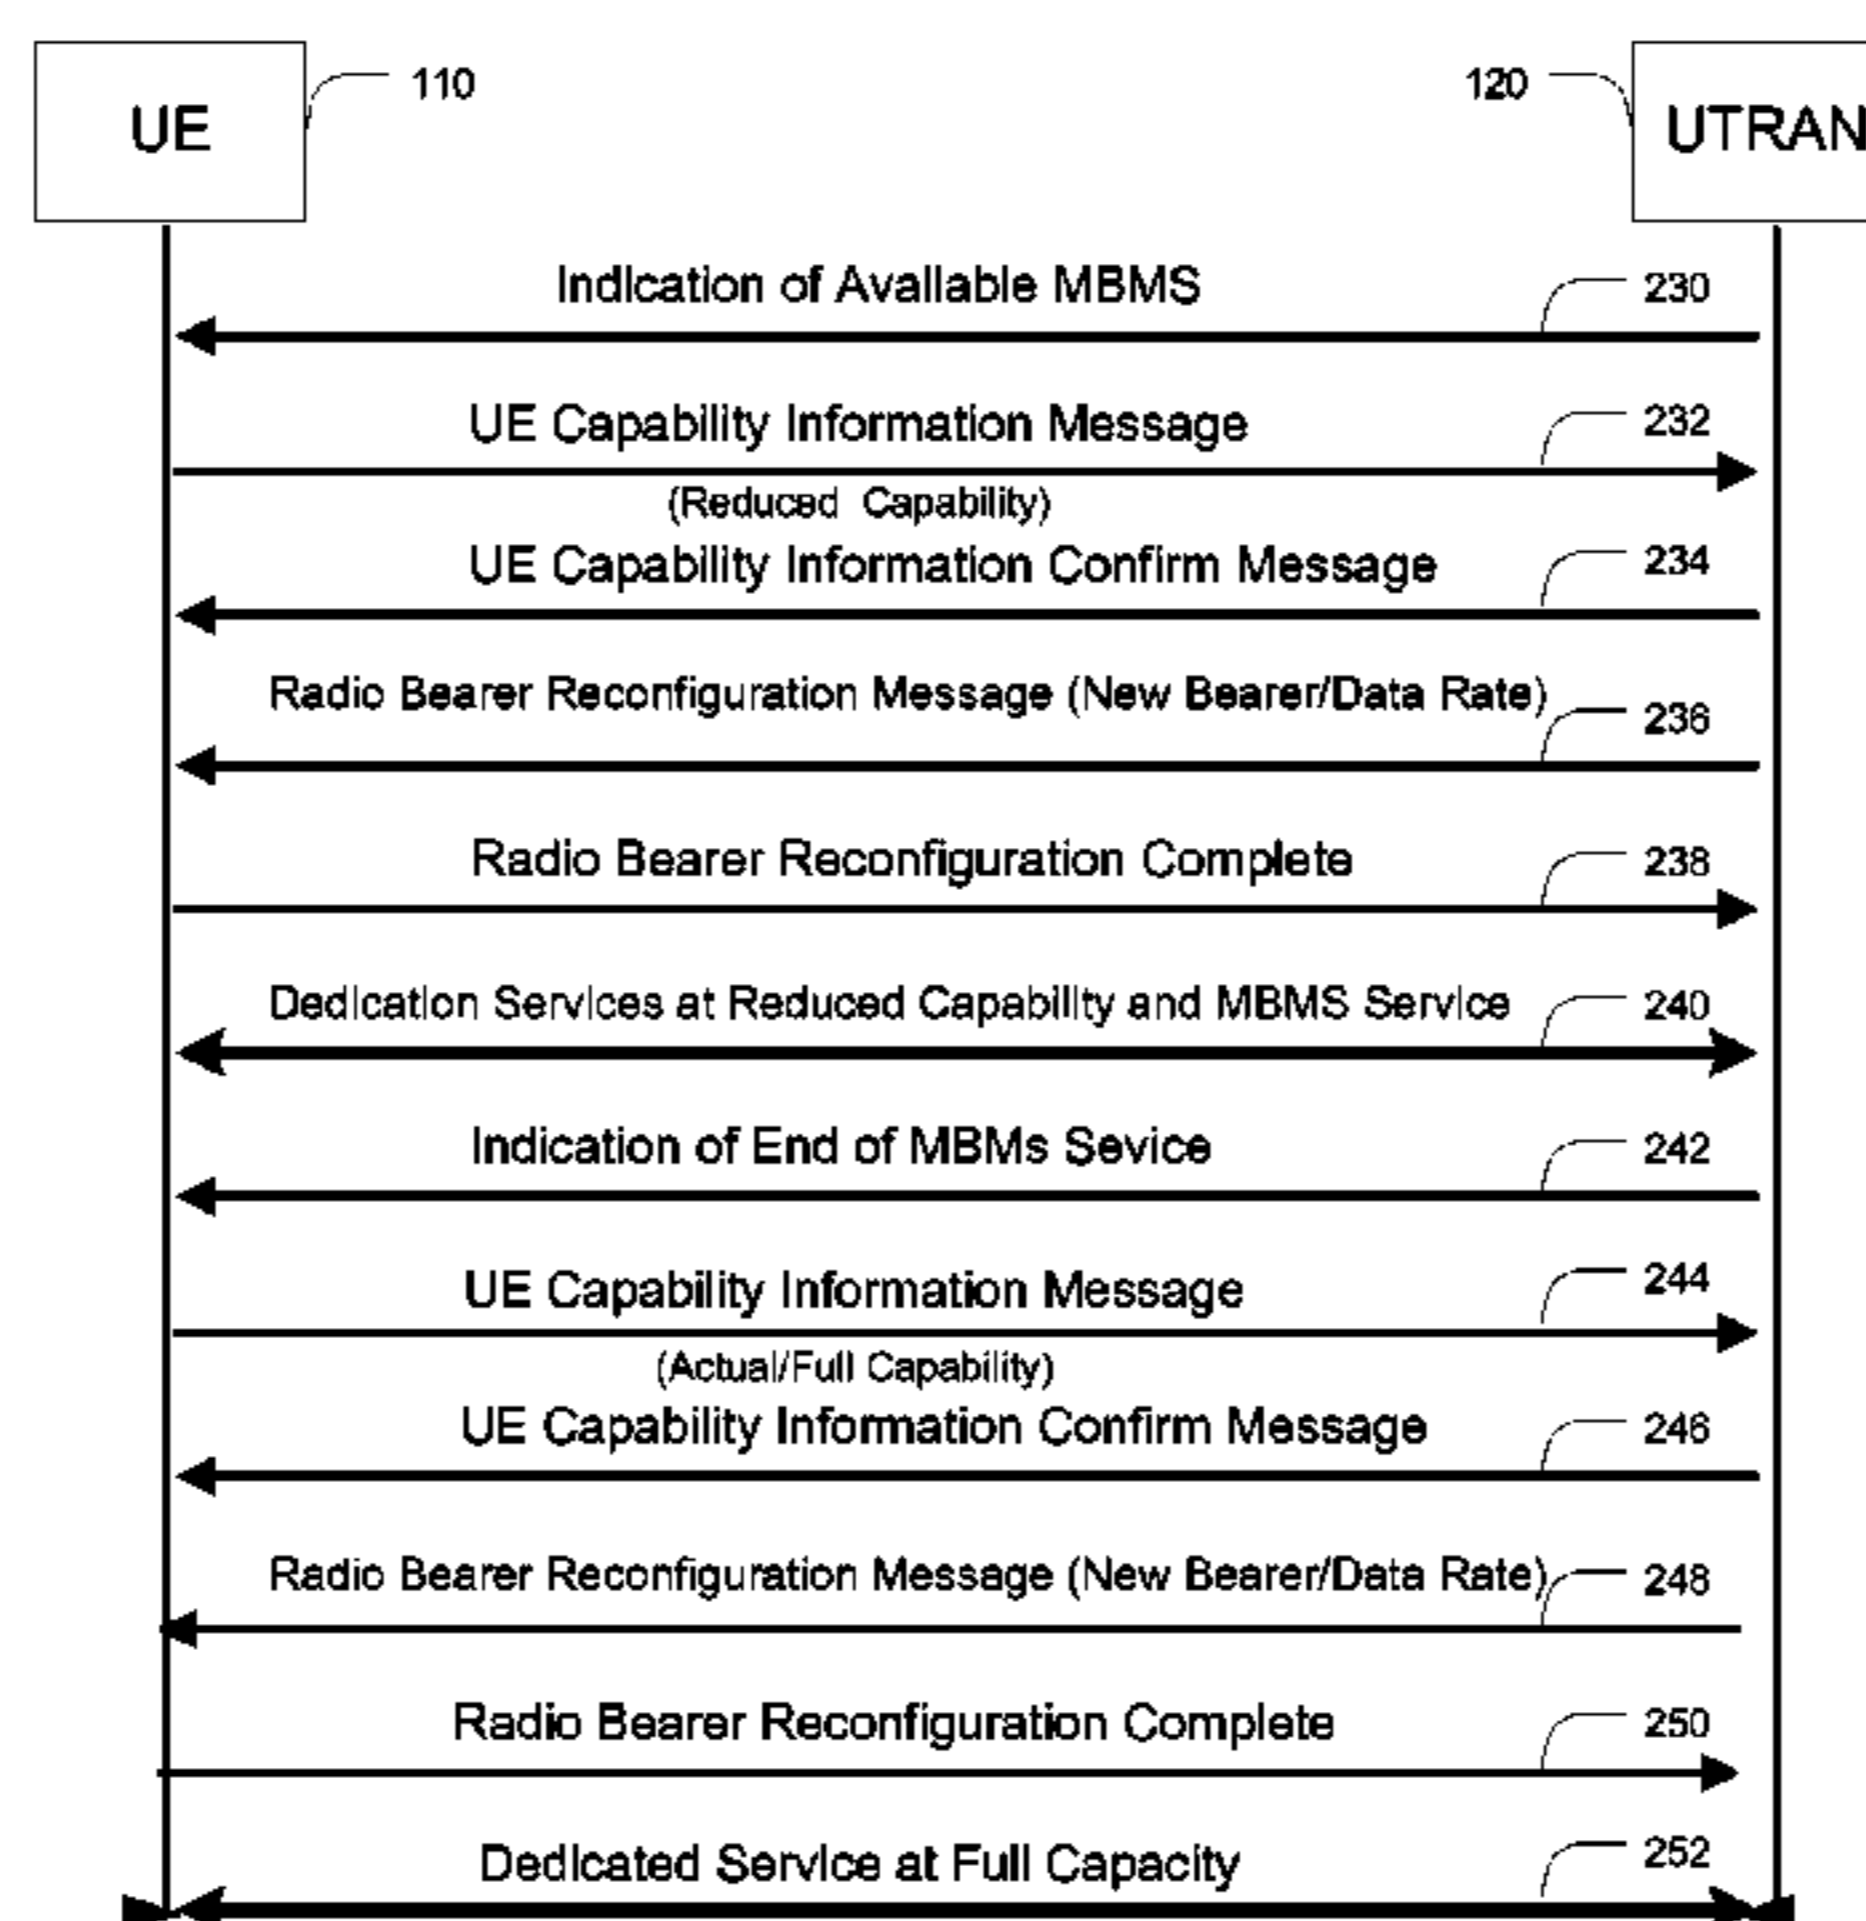 UE
110
120
UTRAN
Indication of Available MBMS
230
UE Capability Information Message
232
(Reduced Capability)
UE Capability Information Confirm Message
234
Radio Bearer Reconfiguration Message (New Bearer/Data Rate)
236
Radio Bearer Reconfiguration Complete
238
Dedication Services at Reduced Capability and MBMS Service
240
Indication of End of MBMs Sevice
242
UE Capability Information Message
244
(Actual/Full Capability)
UE Capability Information Confirm Message
246
Radio Bearer Reconfiguration Message (New Bearer/Data Rate)
248
Radio Bearer Reconfiguration Complete
250
Dedicated Service at Full Capacity
252